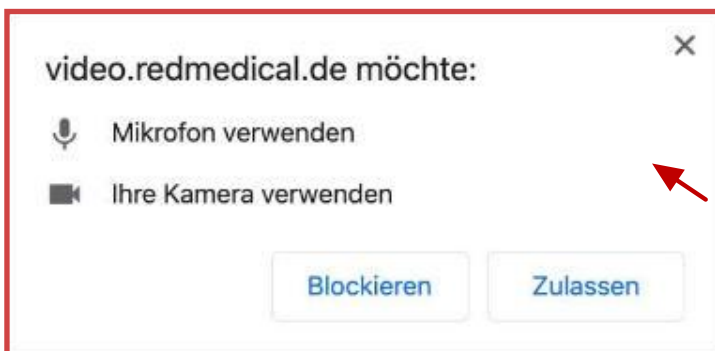 video.redmedical.de möchte:
Mikrofon verwenden
Ihre Kamera verwenden
Blockieren
Zulassen